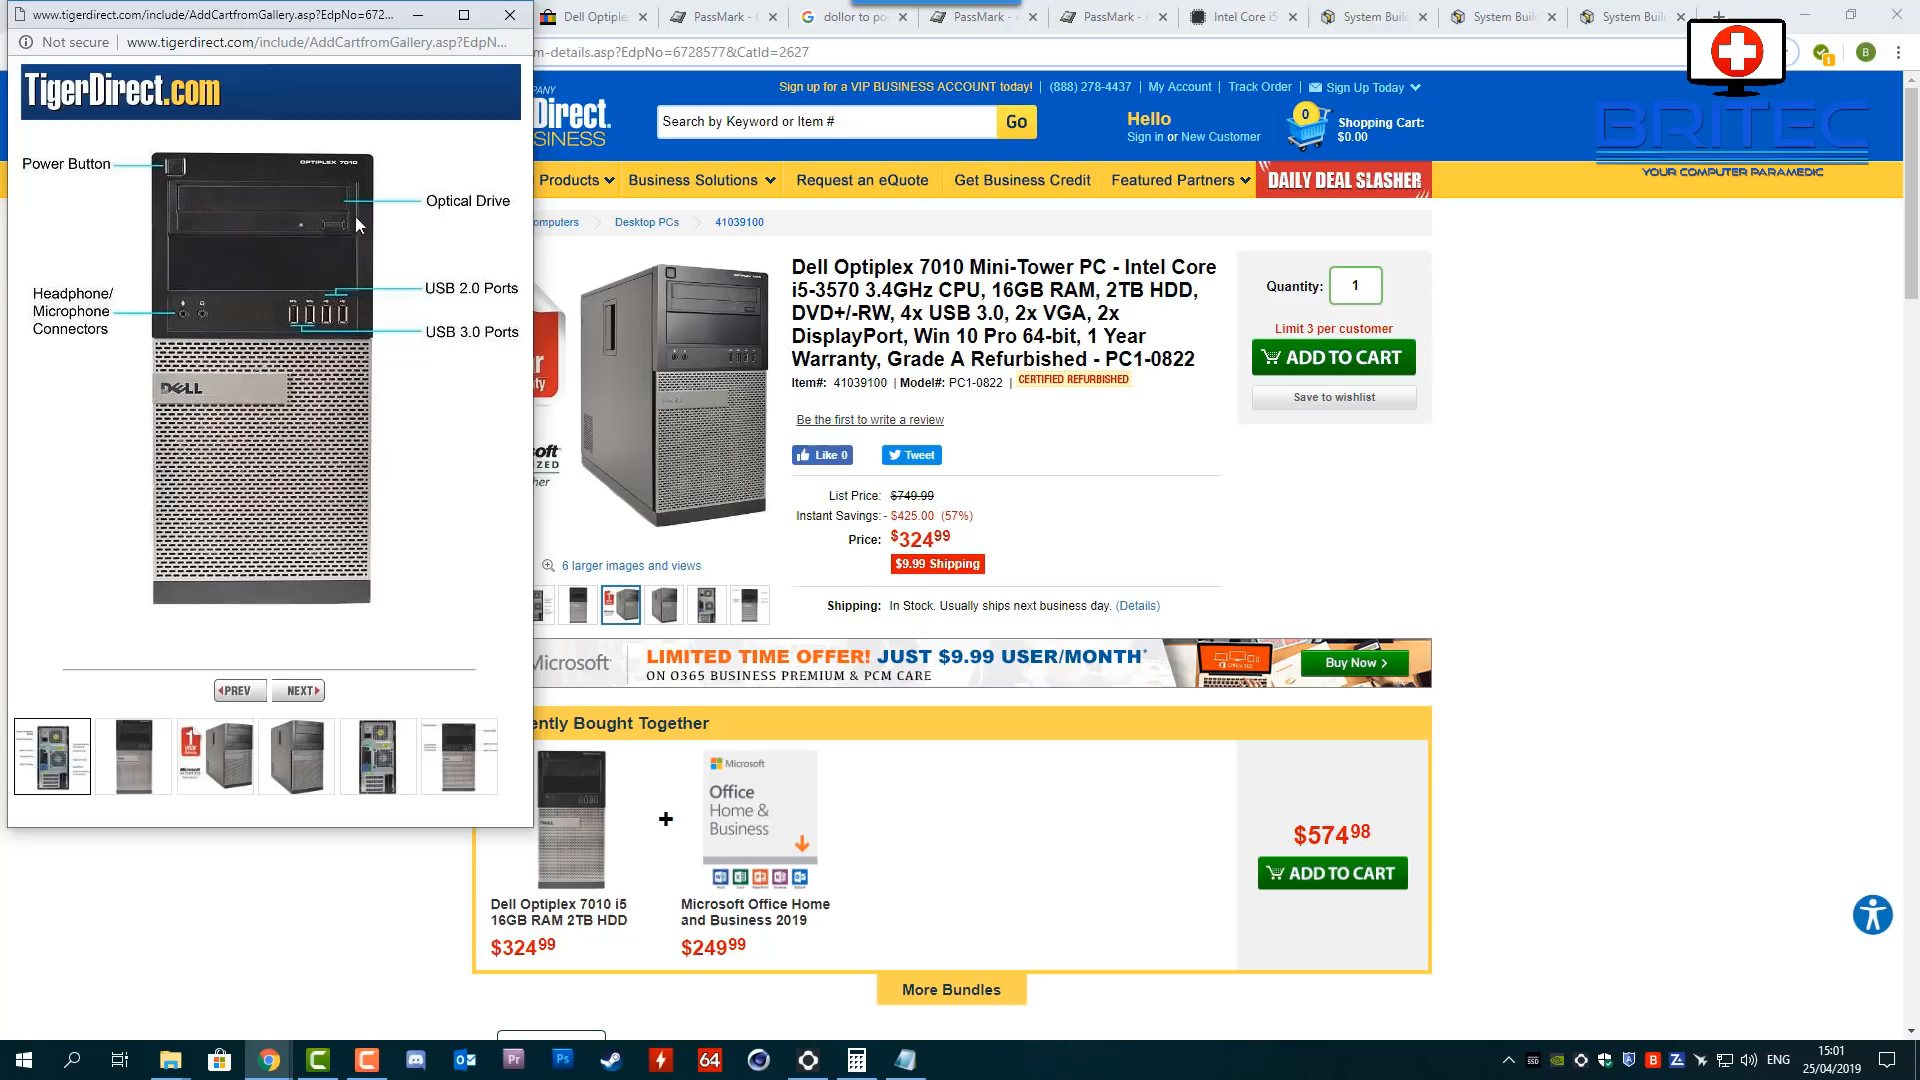 www.tigerdirect.com/include/AddCartfromGallery.asp?EdpNo=672...
Dell Optiple
PassMark - C
dollor to po
PassMark -
PassMark -
Intel Core i5
System Buil
System Buil
System Buil
Not secure
www.tigerdirect.com/include/AddCartfromGallery.asp?EdpN...
m-details.asp?EdpNo=6728577&CatId=2627
B
TigerDirect.com
Power Button
OPTIPLEX 7010
Optical Drive
USB 2.0 Ports
Headphone/
Microphone
Connectors
USB 3.0 Ports
DELL
PREV
NEXT
Sign up for a VIP BUSINESS ACCOUNT today!
(888) 278-4437
My Account
Track Order
Sign Up Today
Direct.
BUSINESS
Search by Keyword or Item #
Go
Hello
Sign in or New Customer
0
Shopping Cart:
$0.00
BRITEC
YOUR COMPUTER PARAMEDIC
Products
Business Solutions
Request an eQuote
Get Business Credit
Featured Partners
DAILY DEAL SLASHER
omputers
Desktop PCs
41039100
Dell Optiplex 7010 Mini-Tower PC - Intel Core
i5-3570 3.4GHz CPU, 16GB RAM, 2TB HDD,
DVD+/-RW, 4x USB 3.0, 2x VGA, 2x
DisplayPort, Win 10 Pro 64-bit, 1 Year
Warranty, Grade A Refurbished - PC1-0822
Item#: 41039100 | Model#: PC1-0822 |
CERTIFIED REFURBISHED
Be the first to write a review
Like 0
Tweet
List Price: $749.99
Instant Savings: - $425.00 (57%)
Price: $324.99
$9.99 Shipping
Shipping: In Stock. Usually ships next business day. (Details)
Quantity: 1
Limit 3 per customer
ADD TO CART
Save to wishlist
6 larger images and views
Microsoft
LIMITED TIME OFFER! JUST $9.99 USER/MONTH*
ON O365 BUSINESS PREMIUM & PCM CARE
Buy Now >
ently Bought Together
+
Microsoft
Office
Home &
Business
Dell Optiplex 7010 i5
16GB RAM 2TB HDD
$324.99
Microsoft Office Home
and Business 2019
$249.99
$574.98
ADD TO CART
More Bundles
64
ENG
15:01
25/04/2019